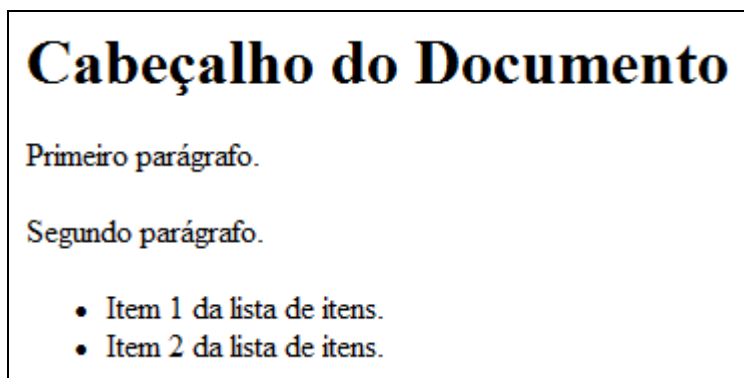 Cabeçalho do Documento
Primeiro parágrafo.
Segundo parágrafo.
• Item 1 da lista de itens.
• Item 2 da lista de itens.